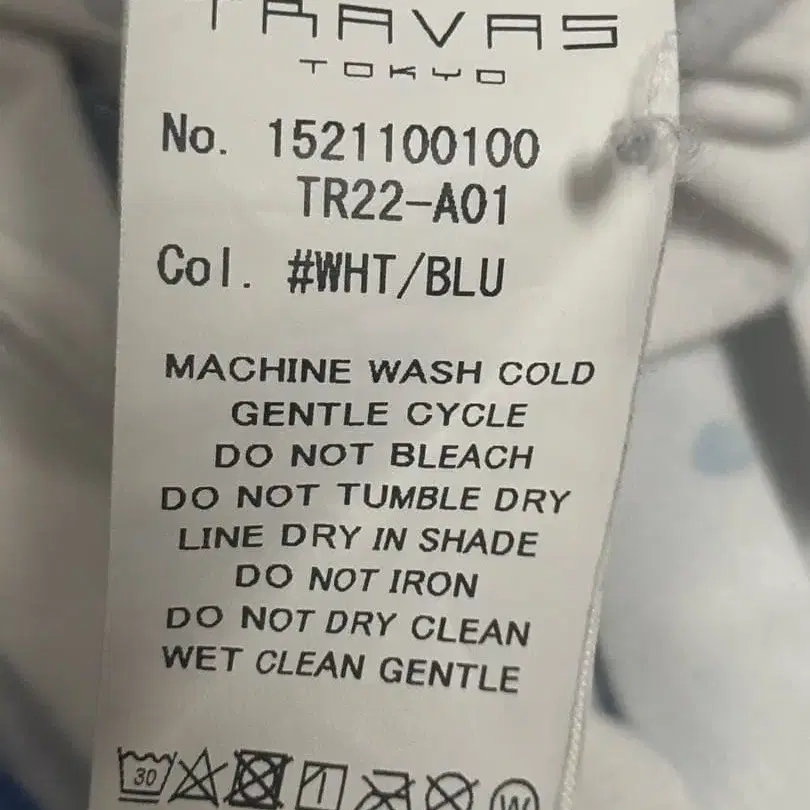 TRAVAS
TOKYO
No. 1521100100
TR22-A01
Col. #WHT/BLU
MACHINE WASH COLD
GENTLE CYCLE
DO NOT BLEACH
DO NOT TUMBLE DRY
LINE DRY IN SHADE
DO NOT IRON
DO NOT DRY CLEAN
WET CLEAN GENTLE
30 W